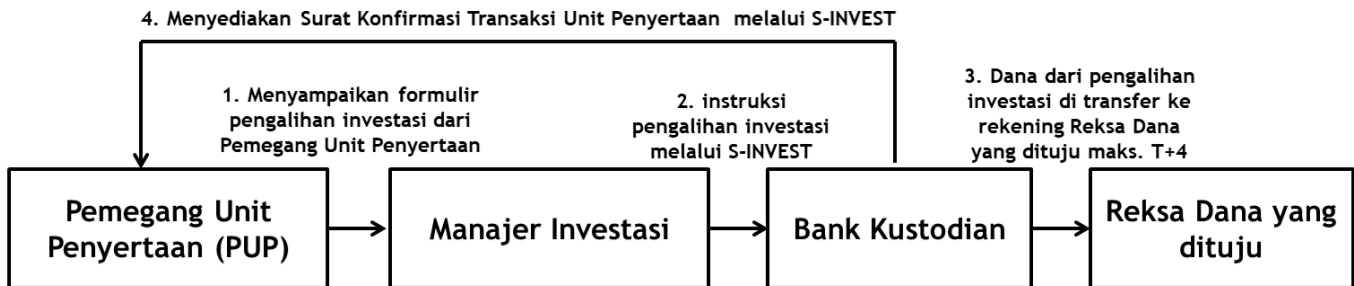 4. Menyediakan Surat Konfirmasi Transaksi Unit Penyertaan melalui S-INVEST
1. Menyampaikan formulir
pengalihan investasi dari
Pemegang Unit Penyertaan
2. instruksi
pengalihan investasi
melalui S-INVEST
3. Dana dari pengalihan
investasi di transfer ke
rekening Reksa Dana
yang dituju maks. T+4
Pemegang Unit
Penyertaan (PUP)
Manajer Investasi
Bank Kustodian
Reksa Dana yang
dituju